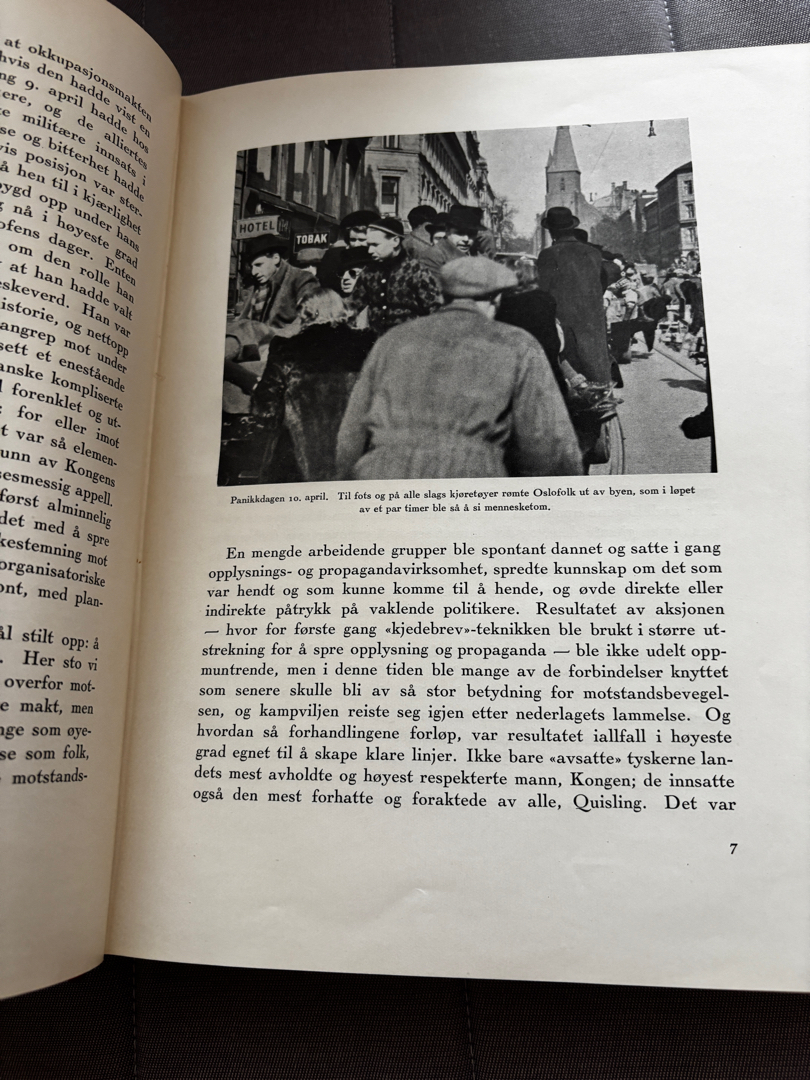 at okkupasjonsmakten
hvis den hadde vist en
ng 9. april hadde hos
ere, og de alliertes
e militære innsats i
se og bitterhet hadde
vis posisjon var ster-
å hen til i kjærlighet
bygd opp under hans
g nå i høyeste grad
ofens dager. Enten
om den rolle han
at han hadde valt
eskeverd. Han var
istorie, og nettopp
angrep mot under
sett et enestående
anske kompliserte
l forenklet og ut-
: for eller imot
t var så elemen-
unn av Kongens
sesmessig appell.
først alminnelig
det med å spre
kestemning mot
organisatoriske
ont, med plan-
ål stilt opp: å
. Her sto vi
overfor mot-
e makt, men
nge som øye-
se som folk,
motstands-
HOTEL
TOBAK
Panikkdagen 10. april. Til fots og på alle slags kjøretøyer rømte Oslofolk ut av byen, som i løpet
av et par timer ble så å si mennesketom.
En mengde arbeidende grupper ble spontant dannet og satte i gang
opplysnings- og propagandavirksomhet, spredte kunnskap om det som
var hendt og som kunne komme til å hende, og øvde direkte eller
indirekte påtrykk på vaklende politikere. Resultatet av aksjonen
— hvor for første gang «kjedebrev»-teknikken ble brukt i større ut-
strekning for å spre opplysning og propaganda — ble ikke udelt opp-
muntrende, men i denne tiden ble mange av de forbindelser knyttet
som senere skulle bli av så stor betydning for motstandsbevegel-
sen, og kampviljen reiste seg igjen etter nederlagets lammelse. Og
hvordan så forhandlingene forløp, var resultatet iallfall i høyeste
grad egnet til å skape klare linjer. Ikke bare «avsatte» tyskerne lan-
dets mest avholdte og høyest respekterte mann, Kongen; de innsatte
også den mest forhatte og foraktede av alle, Quisling. Det var
7